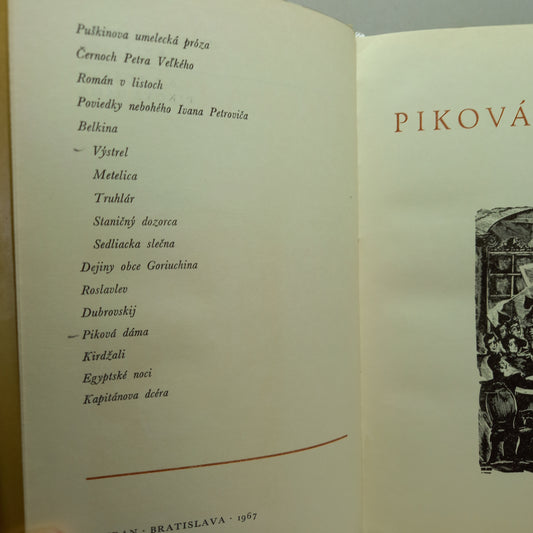 Puškinova umelecká próza
Černoch Petra Veľkého
Román v listoch
Poviedky nebohého Ivana Petroviča
Belkina
Výstrel
Metelica
Truhlár
Staničný dozorca
Sedliacka slečna
Dejiny obce Goriuchina
Roslavlev
Dubrovskij
Piková dáma
Kirdžali
Egyptské noci
Kapitánova dcéra
BRATISLAVA · 1967
PIKOVÁ